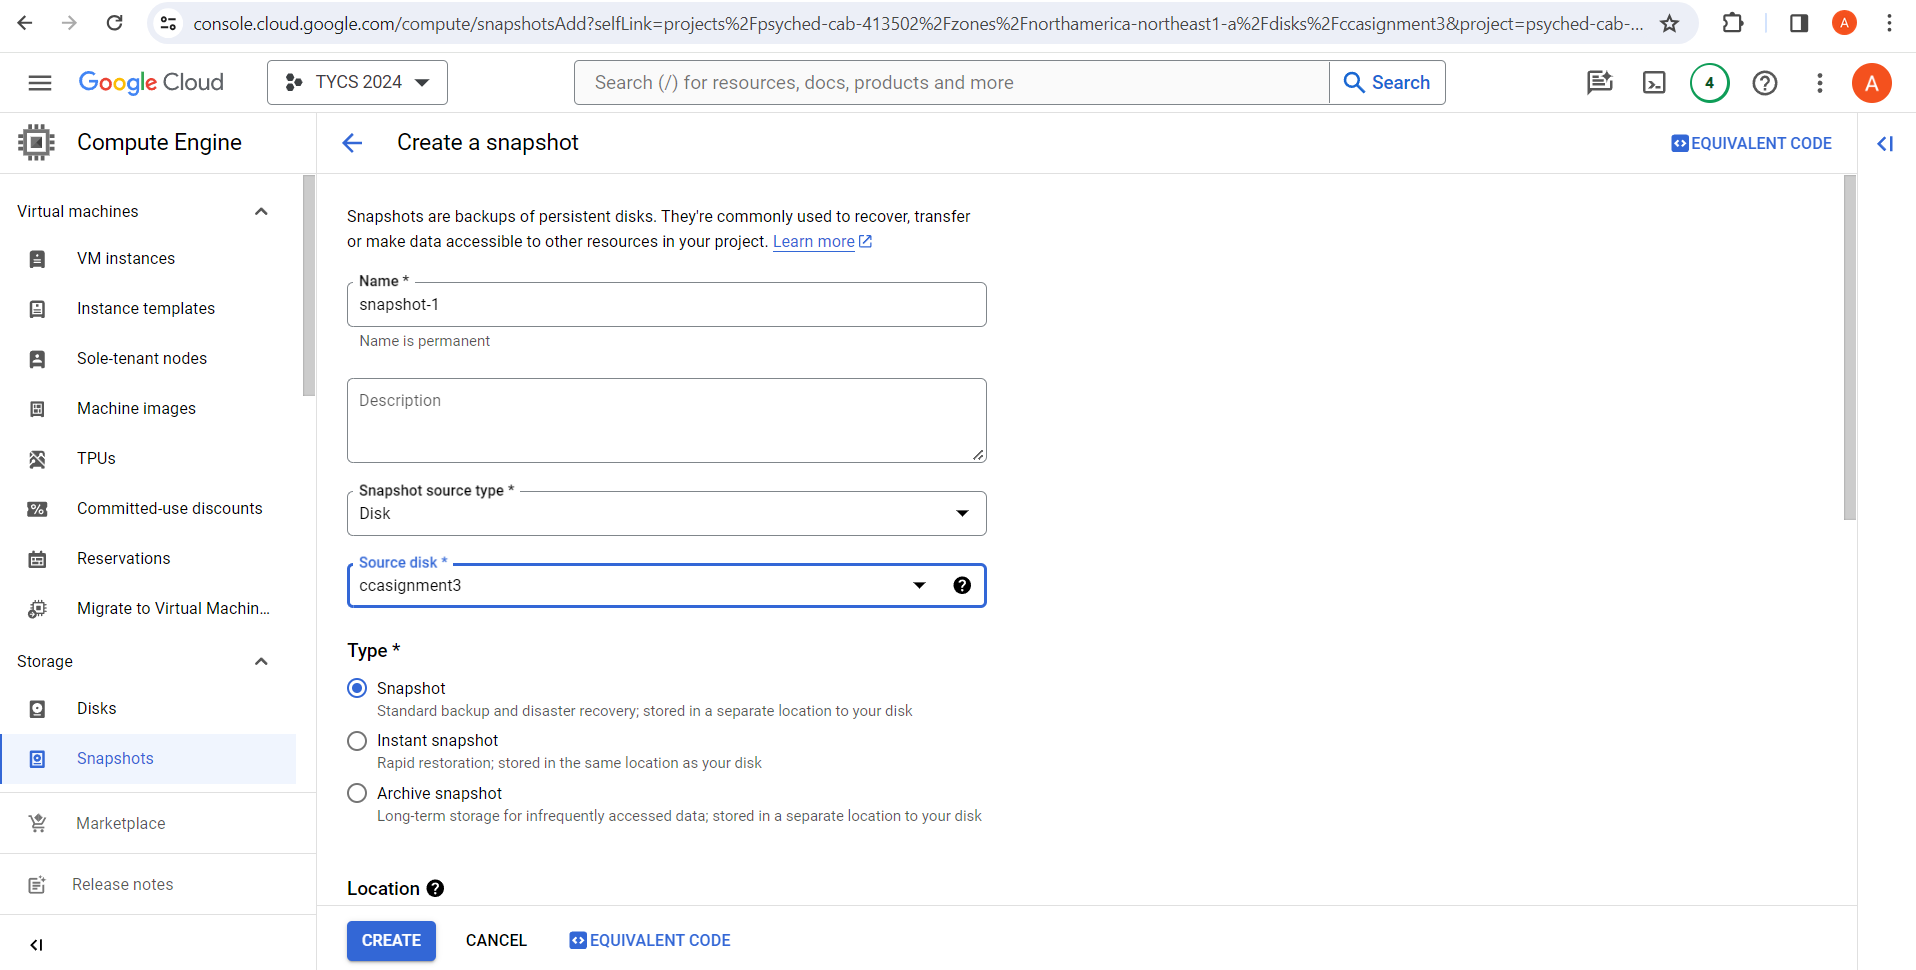 console.cloud.google.com/compute/snapshotsAdd?selfLink=projects%2Fpsyched-cab-413502%2Fzones%2Fnorthamerica-northeast1-a%2Fdisks%2Fccasignment3&project=psyched-cab-...
A
Google Cloud
TYCS 2024
Search (/) for resources, docs, products and more
Search
4
A
Compute Engine
Create a snapshot
EQUIVALENT CODE
Virtual machines
VM instances
Instance templates
Sole-tenant nodes
Machine images
TPUs
Committed-use discounts
Reservations
Migrate to Virtual Machin...
Storage
Disks
Snapshots
Marketplace
Release notes
Snapshots are backups of persistent disks. They're commonly used to recover, transfer
or make data accessible to other resources in your project. Learn more
Name *
snapshot-1
Name is permanent
Description
Snapshot source type *
Disk
Source disk *
ccasignment3
Type *
Snapshot
Standard backup and disaster recovery; stored in a separate location to your disk
Instant snapshot
Rapid restoration; stored in the same location as your disk
Archive snapshot
Long-term storage for infrequently accessed data; stored in a separate location to your disk
Location
CREATE
CANCEL
EQUIVALENT CODE